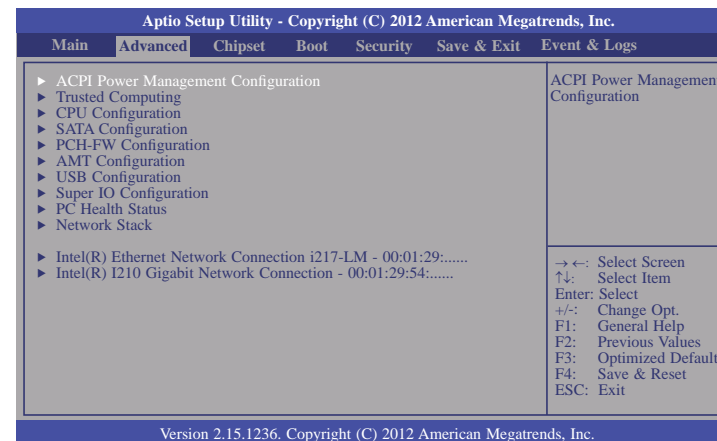 Aptio Setup Utility - Copyright (C) 2012 American Megatrends, Inc.
Main Advanced Chipset Boot Security Save & Exit Event & Logs
► ACPI Power Management Configuration
► Trusted Computing
► CPU Configuration
► SATA Configuration
► PCH-FW Configuration
► AMT Configuration
► USB Configuration
► Super IO Configuration
► PC Health Status
► Network Stack
► Intel(R) Ethernet Network Connection i217-LM - 00:01:29:......
► Intel(R) I210 Gigabit Network Connection - 00:01:29:54:......
ACPI Power Managemen
Configuration
→←: Select Screen
↑↓: Select Item
Enter: Select
+/-: Change Opt.
F1: General Help
F2: Previous Values
F3: Optimized Default
F4: Save & Reset
ESC: Exit
Version 2.15.1236. Copyright (C) 2012 American Megatrends, Inc.